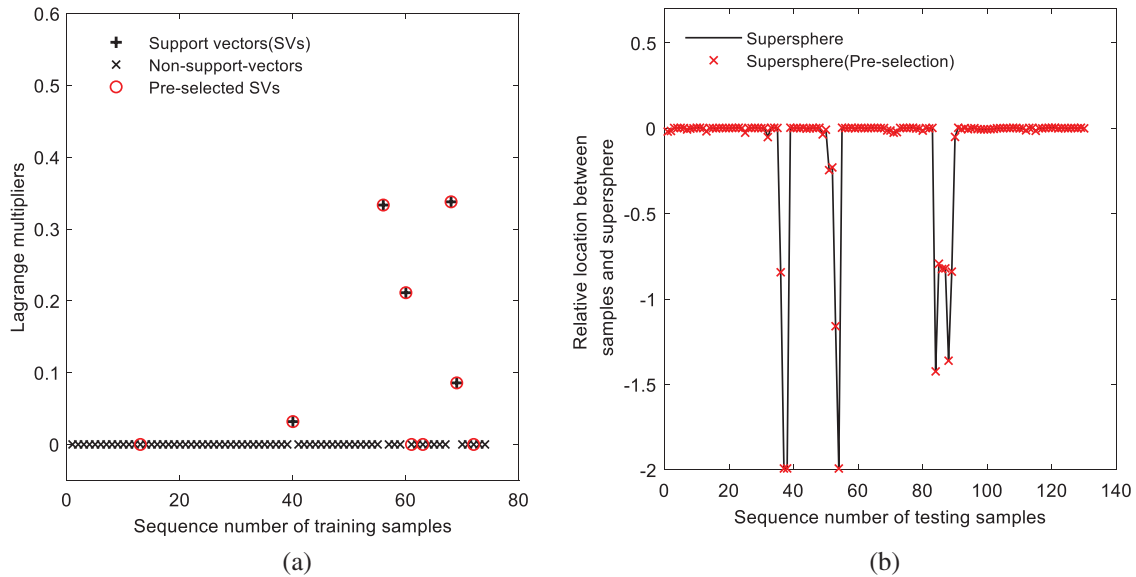 0.6
0.5
0.4
0.3
0.2
0.1
0
0
20
40
60
80
Support vectors(SVs)
Non-support-vectors
Pre-selected SVs
Lagrange multipliers
Sequence number of training samples
(a)
0.5
0
-0.5
-1
-1.5
-2
0
20
40
60
80
100
120
140
Supersphere
Supersphere(Pre-selection)
Relative location between
samples and supersphere
Sequence number of testing samples
(b)